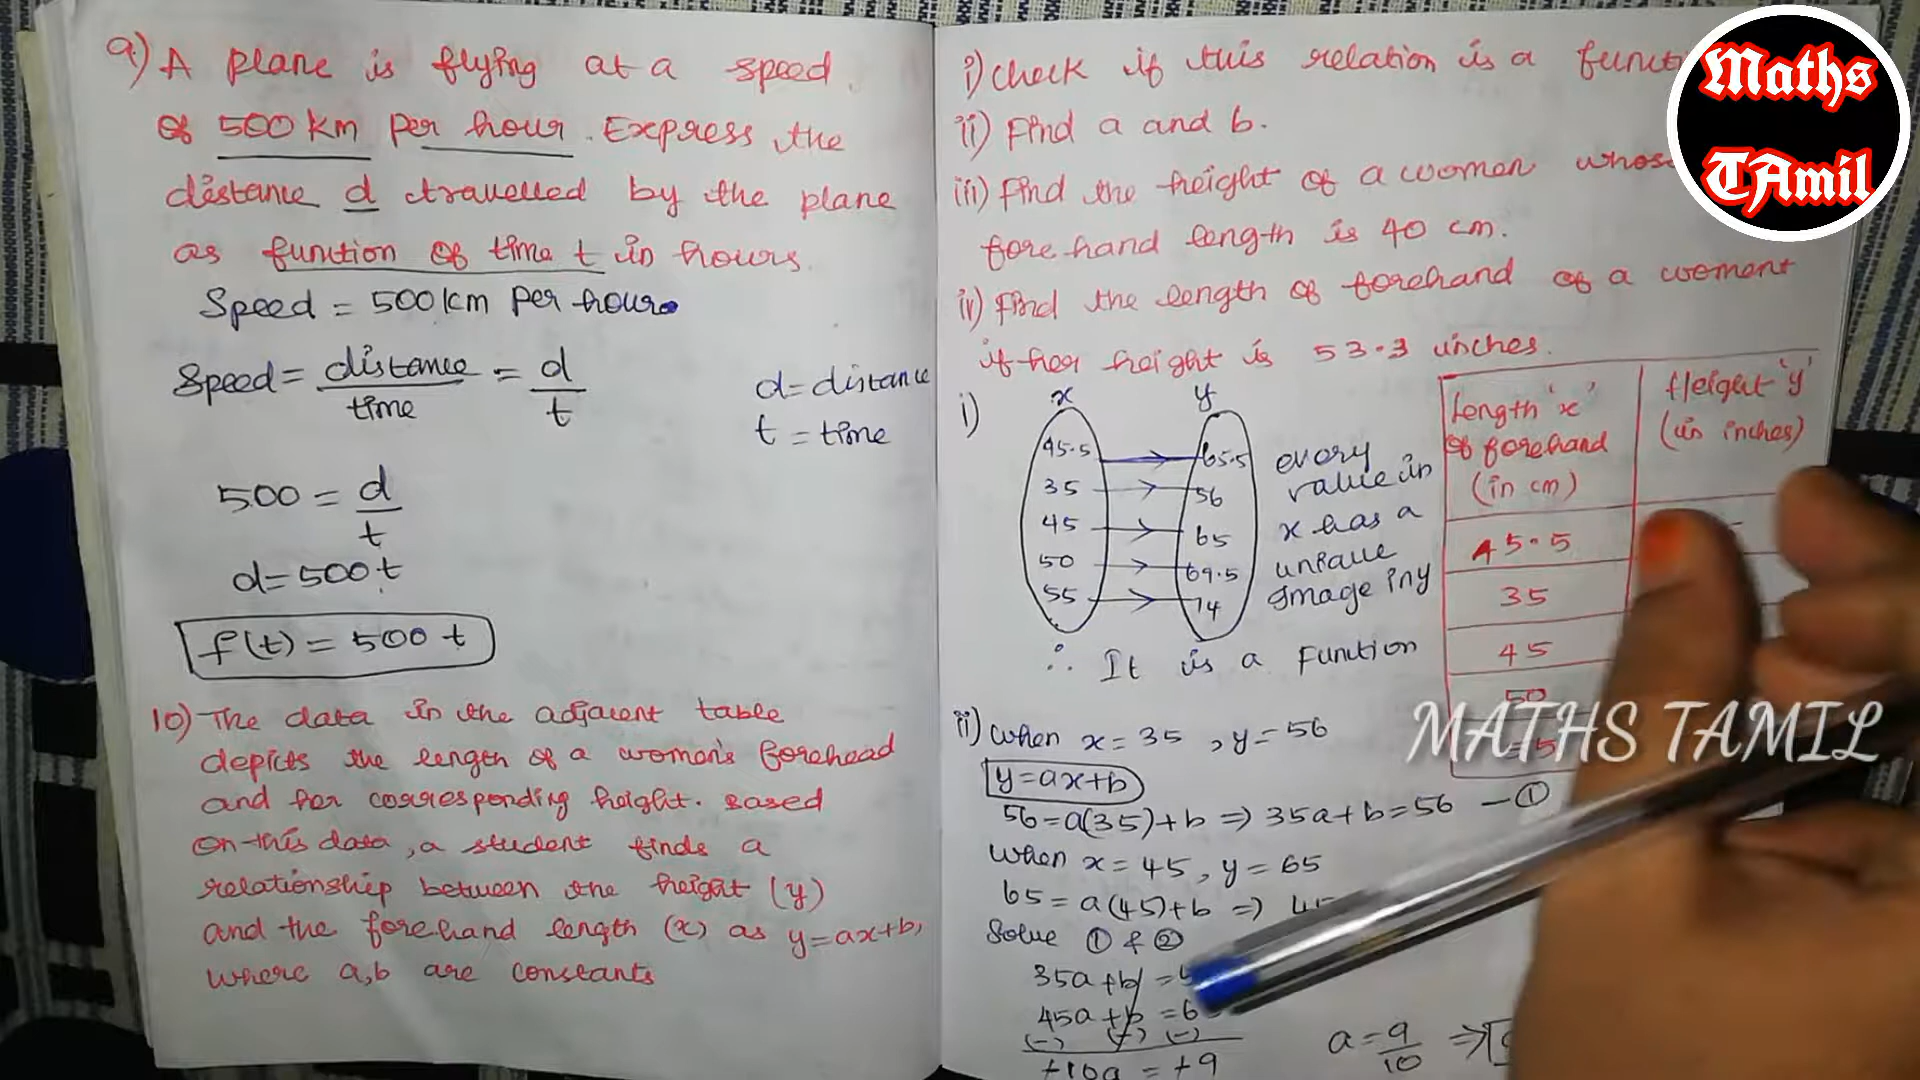 9.) A plane is flying at a speed
of 500 km per hour. Express the
distance d travelled by the plane
as function of time t in hours.
Speed = 500 km per hour
Speed = distance/time = d/t
d = distance
t = time
500 = d/t
d = 500t
f(t) = 500t
10) The data in the adjacent table
depicts the length of a woman's forehead
and her corresponding height. Based
on this data, a student finds a
relationship between the height (y)
and the forehand length (x) as y=ax+b,
where a,b are constants
i) check if this relation is a
ii) Find a and b.
iii) Find the height of a women
forehand length is 40 cm.
iv) Find the length of forehand of a woment
if her height is 53.3 inches.
i)
x y
45.5 65.5
35 56
45 65
50 69.5
55 74
every
value in
x has a
image in y
∴ It is a function
Length 'x'
of forehand
(in cm)
Height 'y'
(in inches)
45.5
35
45
50
ii) when x = 35, y = 56
y=ax+b
56 = a(35)+b => 35a+b = 56 — ①
when x = 45, y = 65
65 = a(45)+b =>
Solve ① & ②
35a+b =
45a+b = 6
(-) (-) (-)
+10a = +9
a = 9/10 =>
Maths
TAmil
MATHS TAMIL